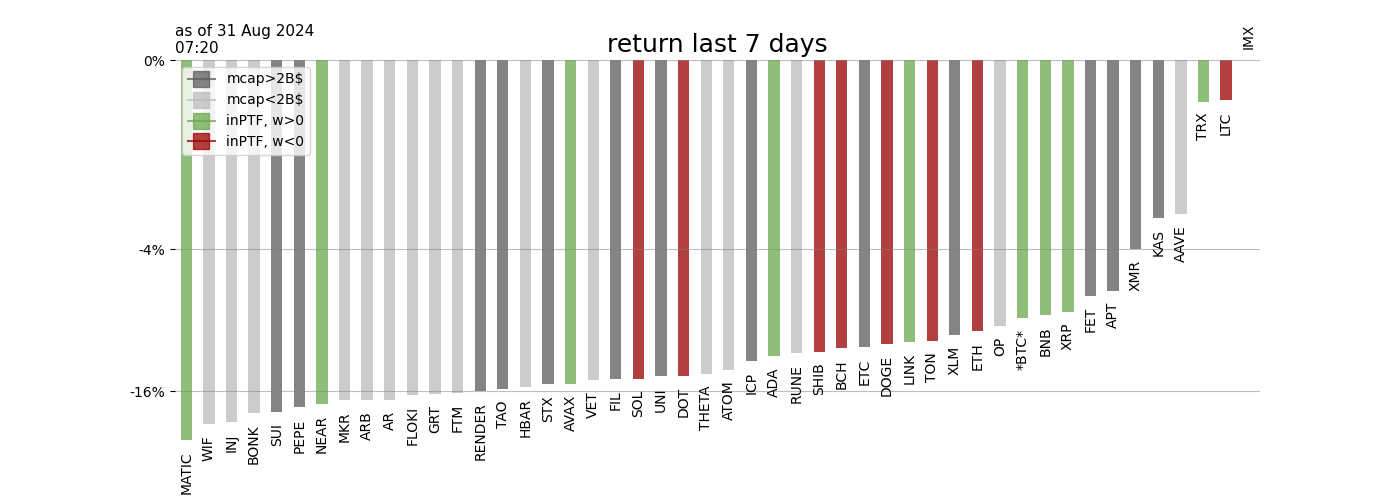 as of 31 Aug 2024
07:20
return last 7 days
IMX
0%
mcap>2B$
mcap<2B$
inPTF, w>0
inPTF, w<0
-4%
-16%
MATIC
WIF
INJ
BONK
SUI
PEPE
NEAR
MKR
ARB
AR
FLOKI
GRT
FTM
RENDER
TAO
HBAR
STX
AVAX
VET
FIL
SOL
UNI
DOT
THETA
ATOM
ICP
ADA
RUNE
SHIB
BCH
ETC
DOGE
LINK
TON
XLM
ETH
OP
*BTC*
BNB
XRP
FET
APT
XMR
KAS
AAVE
TRX
LTC